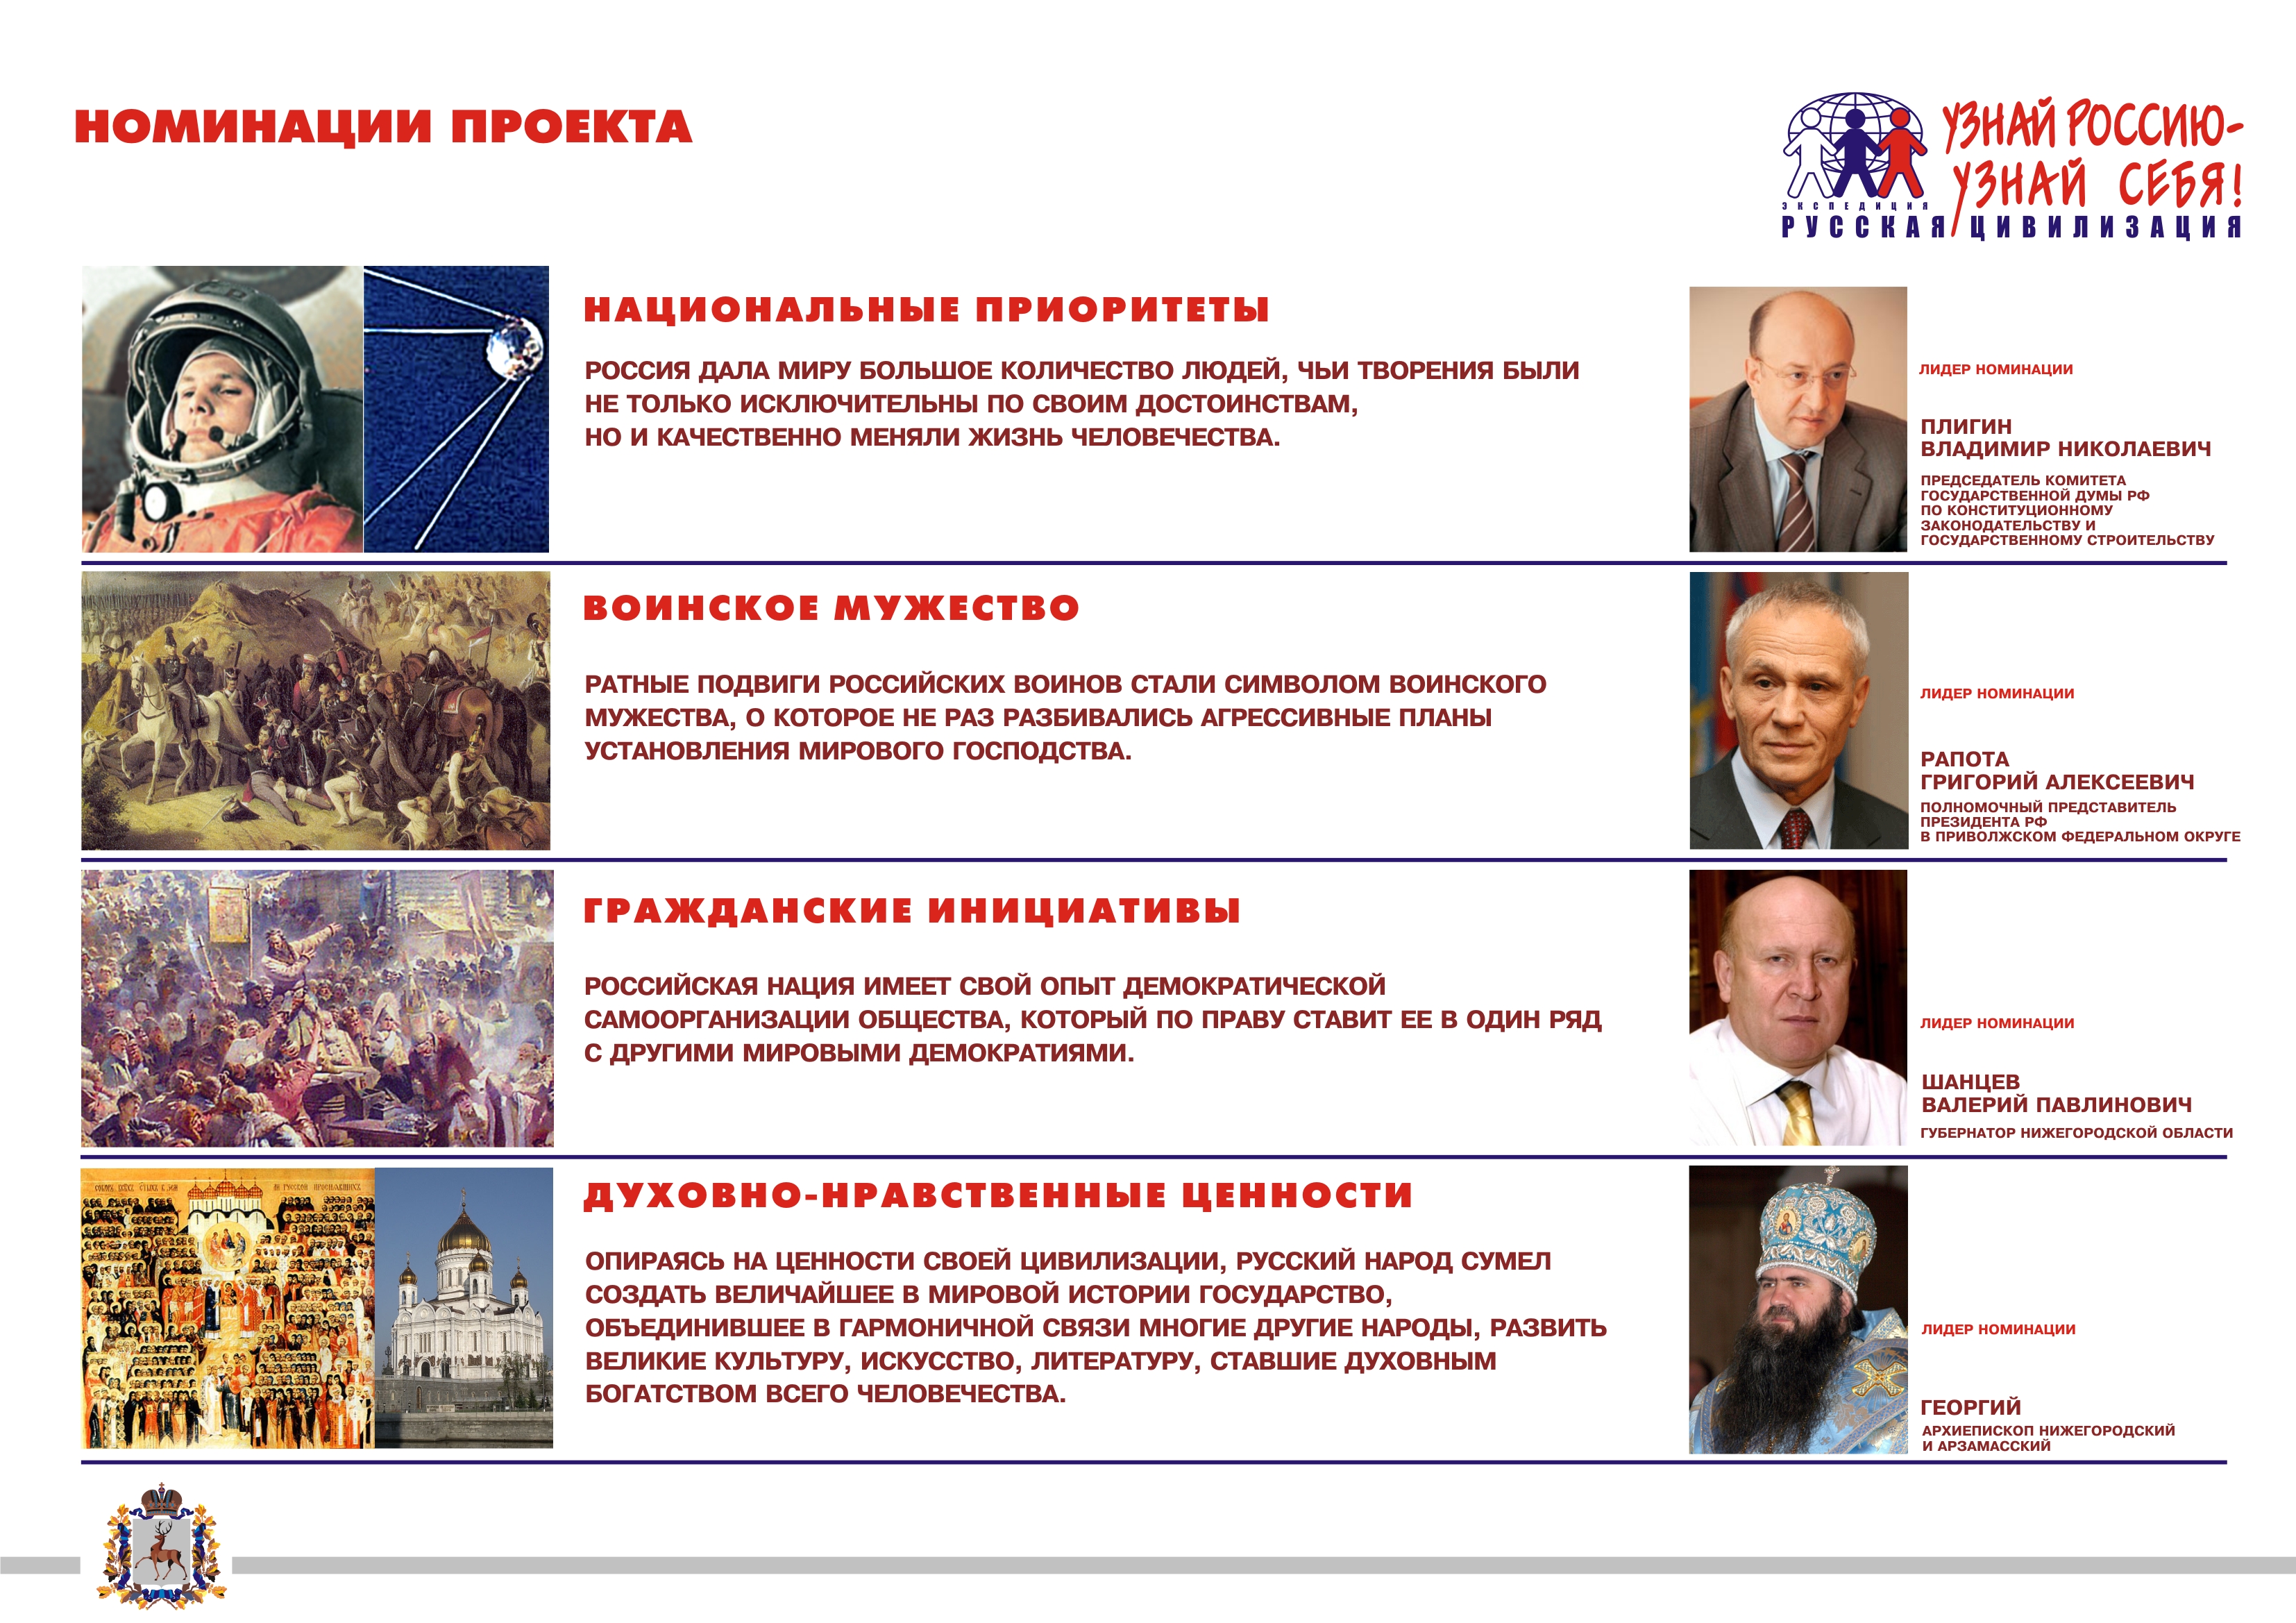 НОМИНАЦИИ ПРОЕКТА
УЗНАЙ РОССИЮ-
УЗНАЙ СЕБЯ!
ЭКСПЕДИЦИЯ
РУССКАЯ ЦИВИЛИЗАЦИЯ
НАЦИОНАЛЬНЫЕ ПРИОРИТЕТЫ
РОССИЯ ДАЛА МИРУ БОЛЬШОЕ КОЛИЧЕСТВО ЛЮДЕЙ, ЧЬИ ТВОРЕНИЯ БЫЛИ
НЕ ТОЛЬКО ИСКЛЮЧИТЕЛЬНЫ ПО СВОИМ ДОСТОИНСТВАМ,
НО И КАЧЕСТВЕННО МЕНЯЛИ ЖИЗНЬ ЧЕЛОВЕЧЕСТВА.
ЛИДЕР НОМИНАЦИИ
ПЛИГИН
ВЛАДИМИР НИКОЛАЕВИЧ
ПРЕДСЕДАТЕЛЬ КОМИТЕТА
ГОСУДАРСТВЕННОЙ ДУМЫ РФ
ПО КОНСТИТУЦИОННОМУ
ЗАКОНОДАТЕЛЬСТВУ И
ГОСУДАРСТВЕННОМУ СТРОИТЕЛЬСТВУ
ВОИНСКОЕ МУЖЕСТВО
РАТНЫЕ ПОДВИГИ РОССИЙСКИХ ВОИНОВ СТАЛИ СИМВОЛОМ ВОИНСКОГО
МУЖЕСТВА, О КОТОРОЕ НЕ РАЗ РАЗБИВАЛИСЬ АГРЕССИВНЫЕ ПЛАНЫ
УСТАНОВЛЕНИЯ МИРОВОГО ГОСПОДСТВА.
ЛИДЕР НОМИНАЦИИ
РАПОТА
ГРИГОРИЙ АЛЕКСЕЕВИЧ
ПОЛНОМОЧНЫЙ ПРЕДСТАВИТЕЛЬ
ПРЕЗИДЕНТА РФ
В ПРИВОЛЖСКОМ ФЕДЕРАЛЬНОМ ОКРУГЕ
ГРАЖДАНСКИЕ ИНИЦИАТИВЫ
РОССИЙСКАЯ НАЦИЯ ИМЕЕТ СВОЙ ОПЫТ ДЕМОКРАТИЧЕСКОЙ
САМООРГАНИЗАЦИИ ОБЩЕСТВА, КОТОРЫЙ ПО ПРАВУ СТАВИТ ЕЕ В ОДИН РЯД
С ДРУГИМИ МИРОВЫМИ ДЕМОКРАТИЯМИ.
ЛИДЕР НОМИНАЦИИ
ШАНЦЕВ
ВАЛЕРИЙ ПАВЛИНОВИЧ
ГУБЕРНАТОР НИЖЕГОРОДСКОЙ ОБЛАСТИ
ДУХОВНО-НРАВСТВЕННЫЕ ЦЕННОСТИ
ОПИРАЯСЬ НА ЦЕННОСТИ СВОЕЙ ЦИВИЛИЗАЦИИ, РУССКИЙ НАРОД СУМЕЛ
СОЗДАТЬ ВЕЛИЧАЙШЕЕ В МИРОВОЙ ИСТОРИИ ГОСУДАРСТВО,
ОБЪЕДИНИВШЕЕ В ГАРМОНИЧНОЙ СВЯЗИ МНОГИЕ ДРУГИЕ НАРОДЫ, РАЗВИТЬ
ВЕЛИКИЕ КУЛЬТУРУ, ИСКУССТВО, ЛИТЕРАТУРУ, СТАВШИЕ ДУХОВНЫМ
БОГАТСТВОМ ВСЕГО ЧЕЛОВЕЧЕСТВА.
ЛИДЕР НОМИНАЦИИ
ГЕОРГИЙ
АРХИЕПИСКОП НИЖЕГОРОДСКИЙ
И АРЗАМАССКИЙ